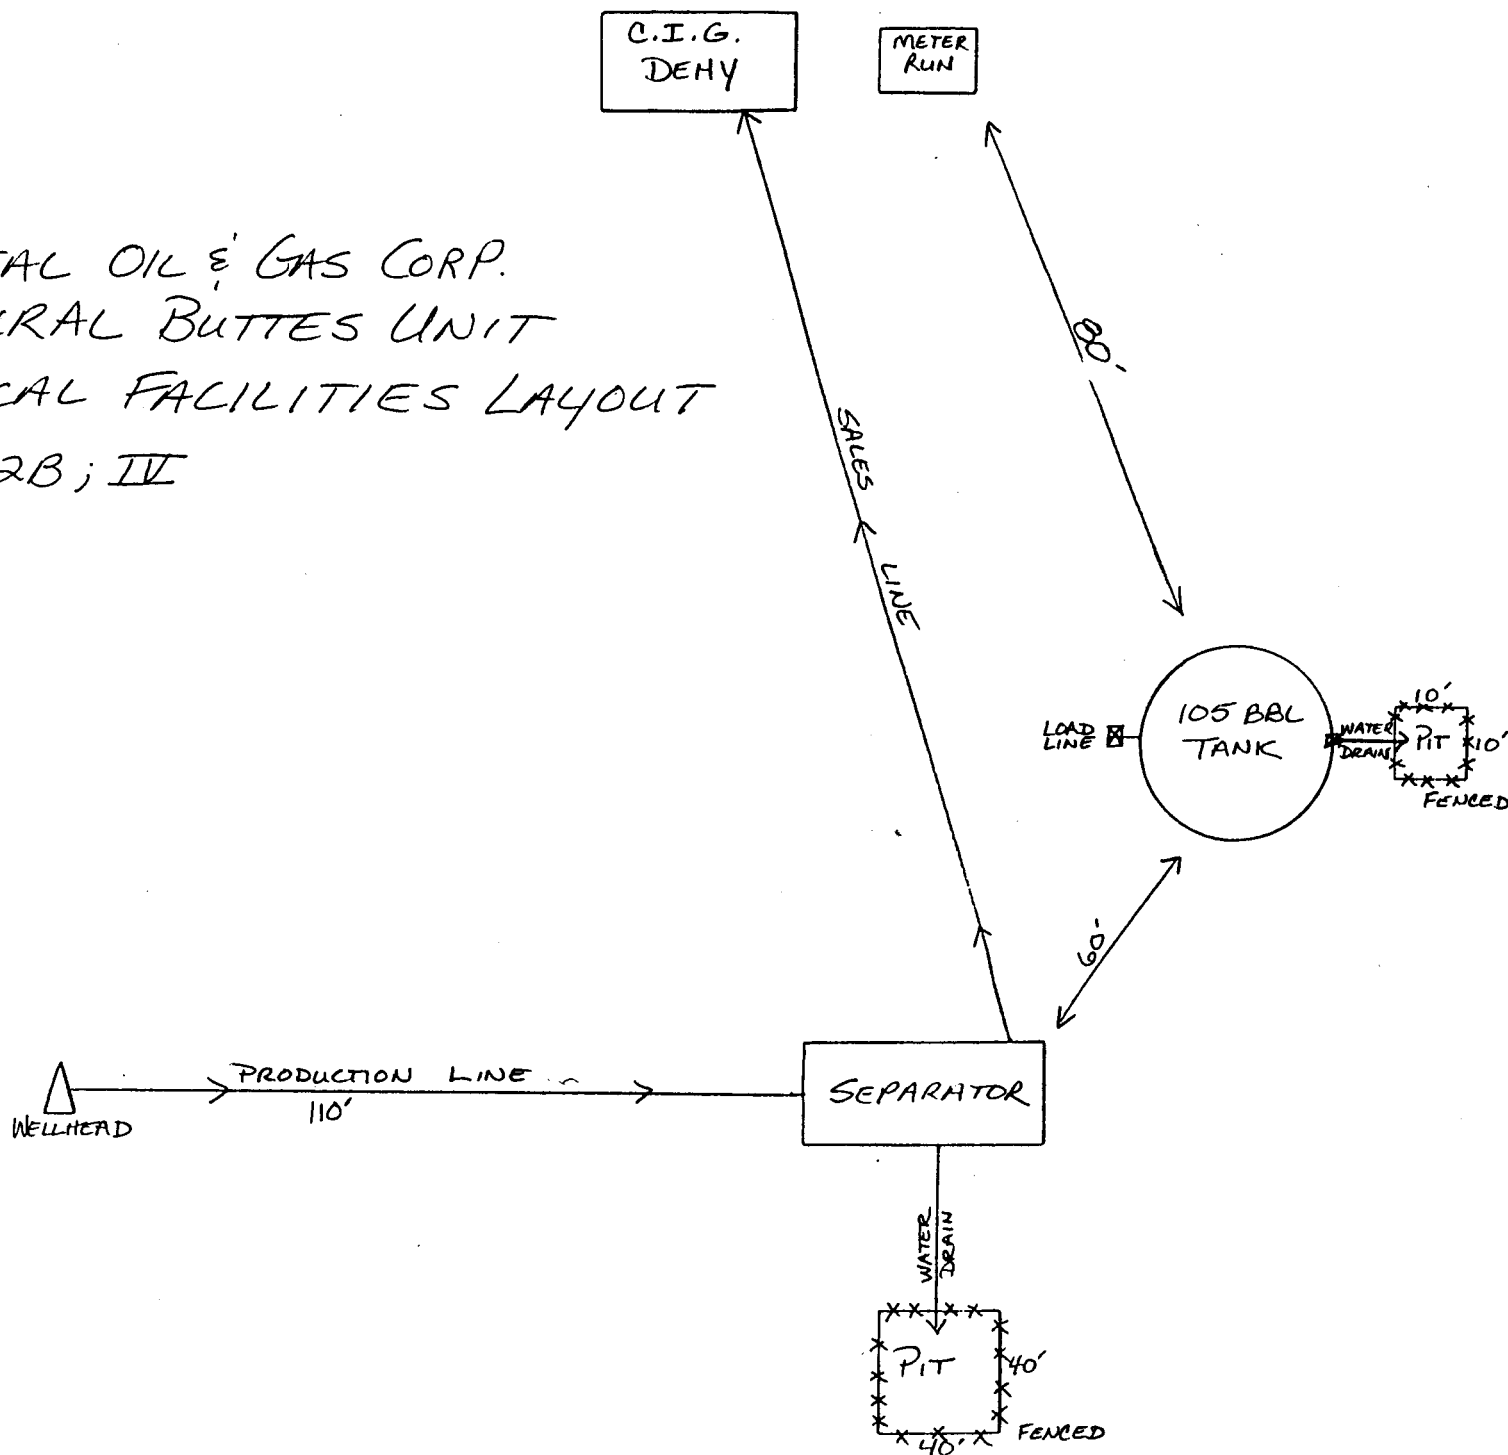 C.I.G.
DEHY
METER
RUN
TAL OIL & GAS CORP.
RAL BUTTES UNIT
CAL FACILITIES LAYOUT
2B; IV
80'
SALES LINE
105 BBL
TANK
LOAD
LINE
WATER
DRAIN
10'
PIT
10'
FENCED
60'
PRODUCTION LINE
110'
WELLHEAD
SEPARATOR
WATER
DRAIN
PIT
40'
40'
FENCED